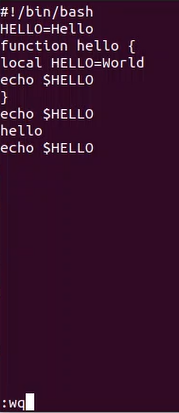 #!/bin/bash
HELLO=Hello
function hello {
local HELLO=World
echo $HELLO
}
echo $HELLO
hello
echo $HELLO
:wq